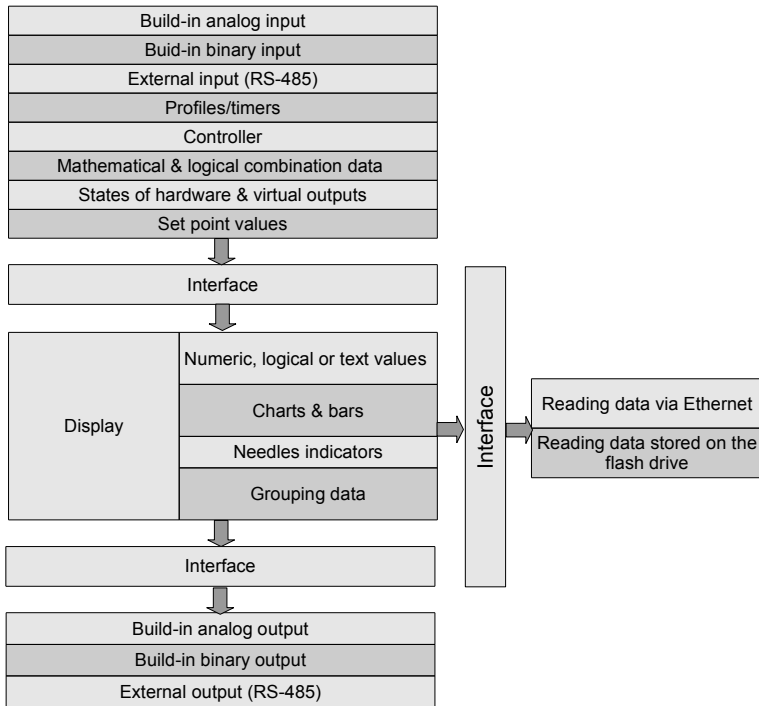 Build-in analog input
Buid-in binary input
External input (RS-485)
Profiles/timers
Controller
Mathematical & logical combination data
States of hardware & virtual outputs
Set point values
Interface
Display
Numeric, logical or text values
Charts & bars
Needles indicators
Grouping data
Interface
Reading data via Ethernet
Reading data stored on the
flash drive
Interface
Build-in analog output
Build-in binary output
External output (RS-485)